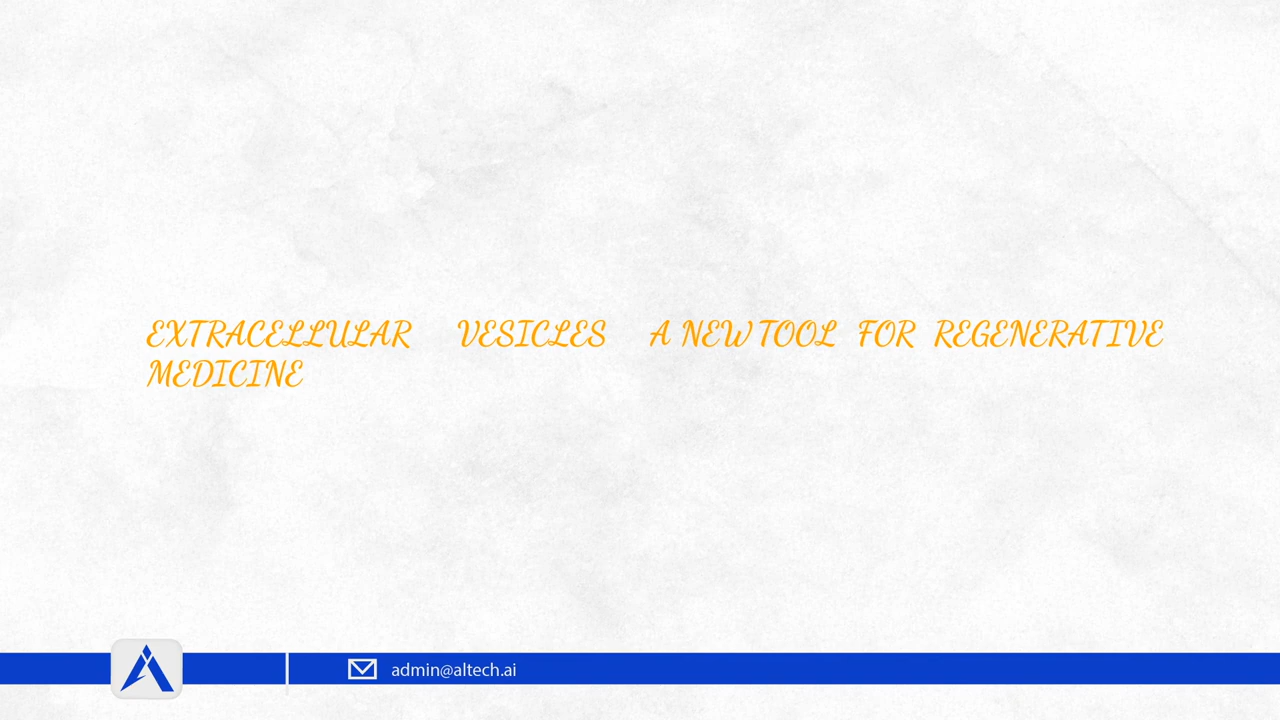 EXTRACELLULAR VESICLES A NEW TOOL FOR REGENERATIVE
MEDICINE
admin@altech.ai